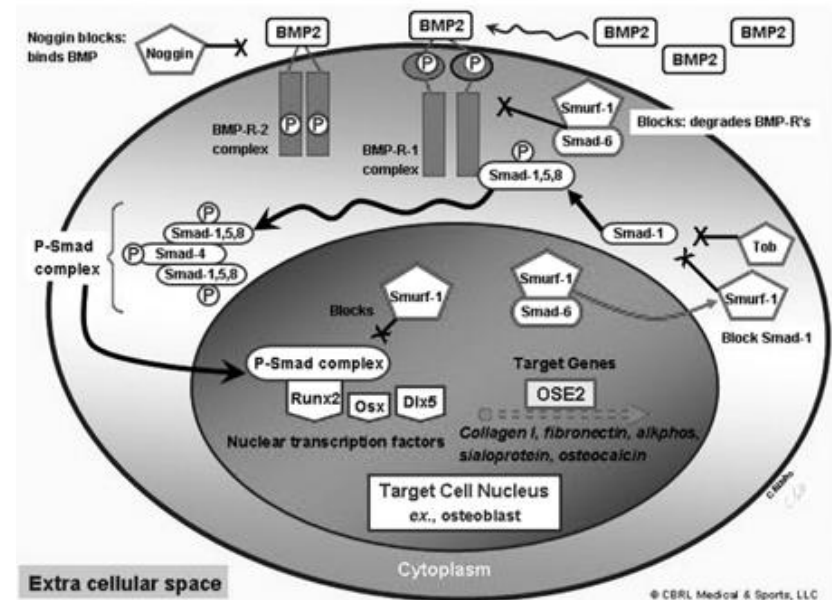 Noggin blocks:
binds BMP
Noggin
X
BMP2
BMP2
BMP2
BMP2
BMP2
P
P
P
P
BMP-R-2
complex
BMP-R-1
complex
X
Smurf-1
Smad-6
Blocks: degrades BMP-R's
P
Smad-1,5,8
P-Smad
complex
P
Smad-1,5,8
P
Smad-4
Smad-1,5,8
P
Smad-1
X
Tob
X
Smurf-1
Block Smad-1
Smurf-1
Blocks
X
Smurf-1
Smad-6
P-Smad complex
Runx2
Osx
Dlx5
Nuclear transcription factors
Target Genes
OSE2
Collagen I, fibronectin, alkphos,
sialoprotein, osteocalcin
Target Cell Nucleus
ex., osteoblast
Cytoplasm
Extra cellular space
© CBRL Medical & Sports, LLC